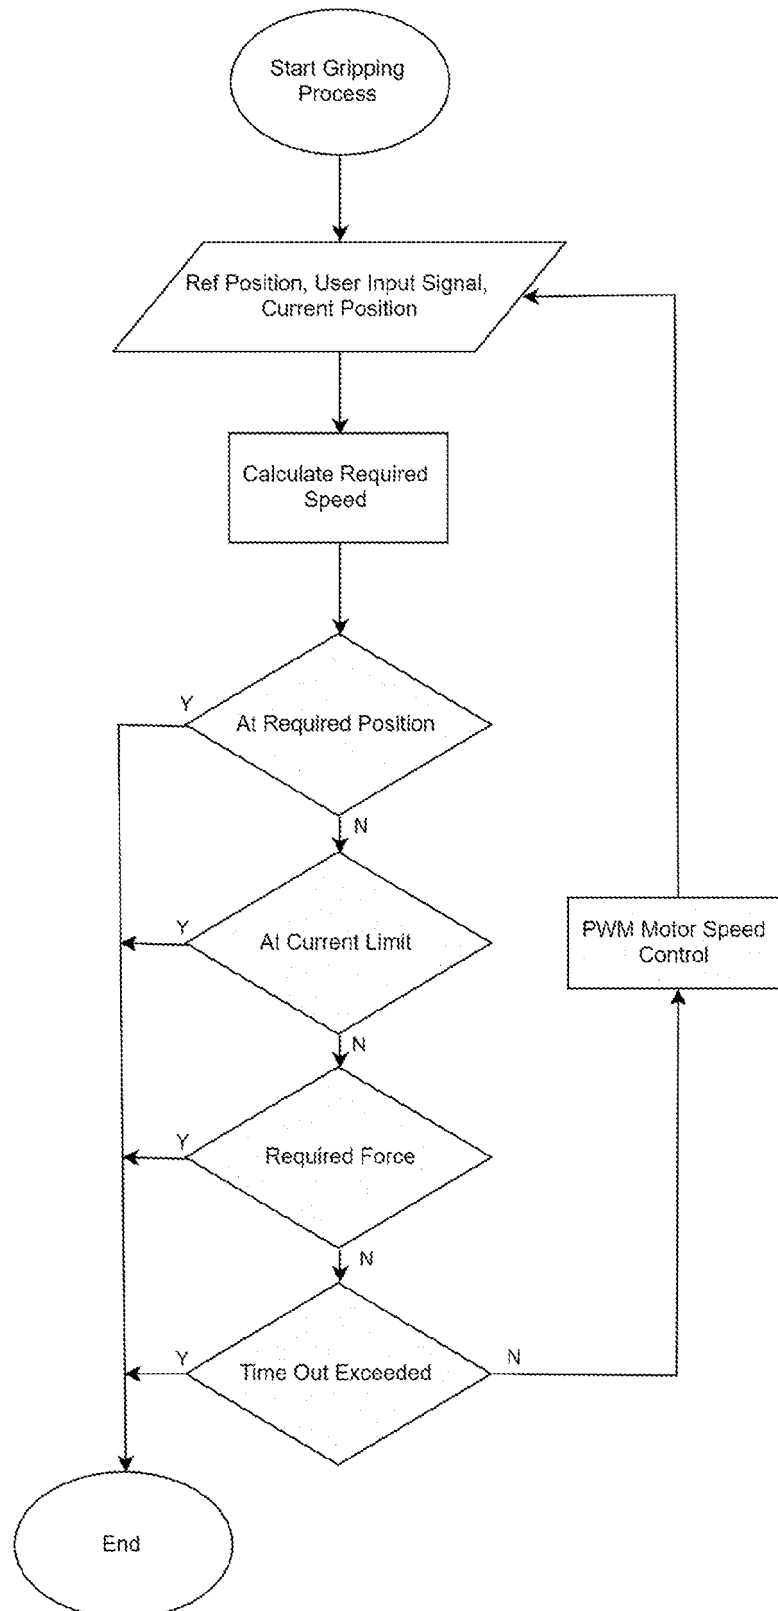 Start Gripping
Process
Ref Position, User Input Signal,
Current Position
Calculate Required
Speed
Y
At Required Position
N
Y
At Current Limit
PWM Motor Speed
Control
N
Y
Required Force
N
Y
Time Out Exceeded
N
End